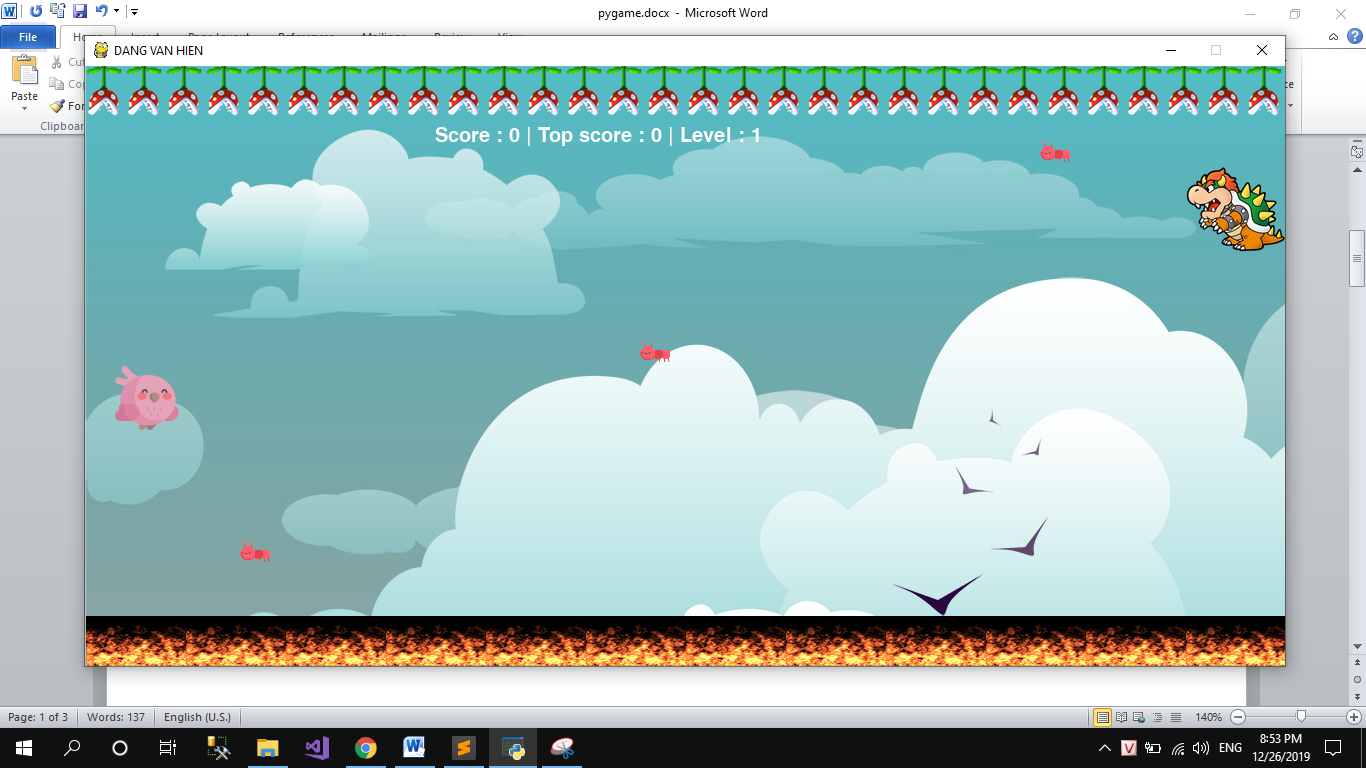 pygame.docx - Microsoft Word
File
DANG VAN HIEN
Paste
Clipboar
Score : 0 | Top score : 0 | Level : 1
Page: 1 of 3
Words: 137
English (U.S.)
140%
ENG
8:53 PM
12/26/2019